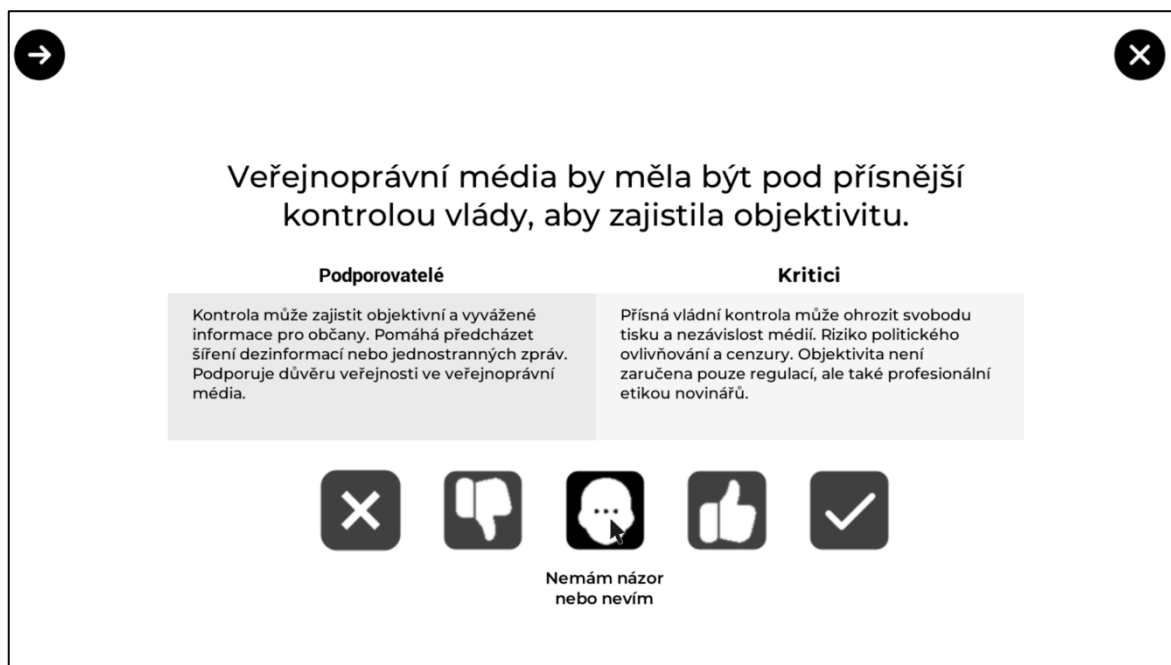 Veřejnoprávní média by měla být pod přísnější
kontrolou vlády, aby zajistila objektivitu.
Podporovatelé
Kontrola může zajistit objektivní a vyvážené
informace pro občany. Pomáhá předcházet
šíření dezinformací nebo jednostranných zpráv.
Podporuje důvěru veřejnosti ve veřejnoprávní
média.
Kritici
Přísná vládní kontrola může ohrozit svobodu
tisku a nezávislost médií. Riziko politického
ovlivňování a cenzury. Objektivita není
zaručena pouze regulací, ale také profesionální
etikou novinářů.
Nemám názor
nebo nevím